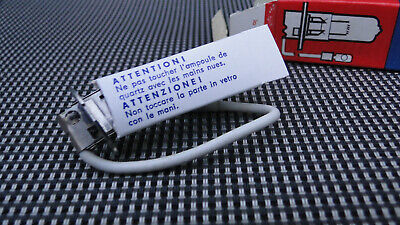 ATTENTION!
Ne pas toucher l'ampoule de
quartz avec les mains nues.
ATTENZIONE!
Non toccare la parte in vetro
con le mani.